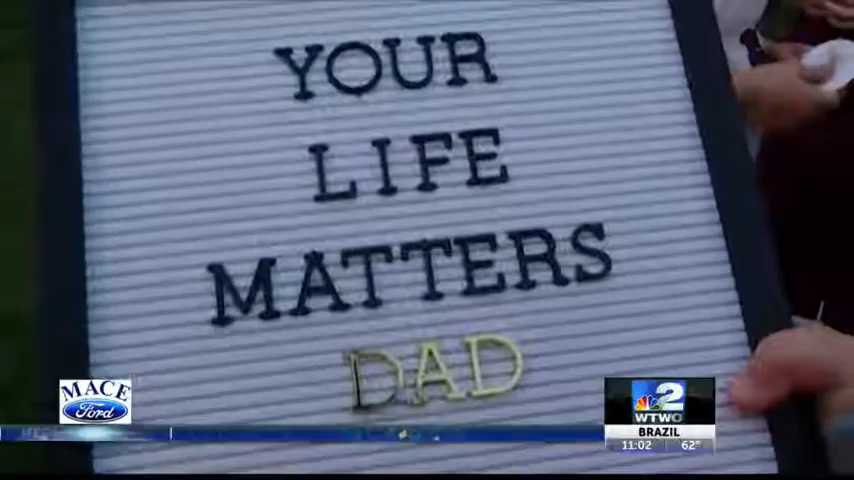 YOUR
LIFE
MATTERS
DAD
MACE
Ford
2
WTWO
BRAZIL
11:02 62°